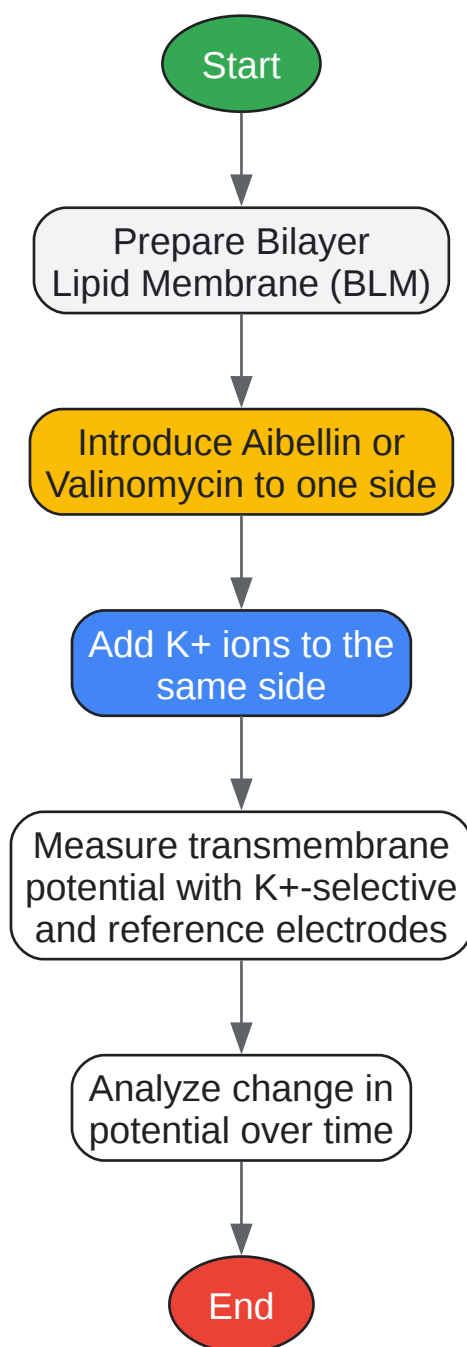 Start
Prepare Bilayer
Lipid Membrane (BLM)
Introduce Aibellin or
Valinomycin to one side
Add K+ ions to the
same side
Measure transmembrane
potential with K+-selective
and reference electrodes
Analyze change in
potential over time
End